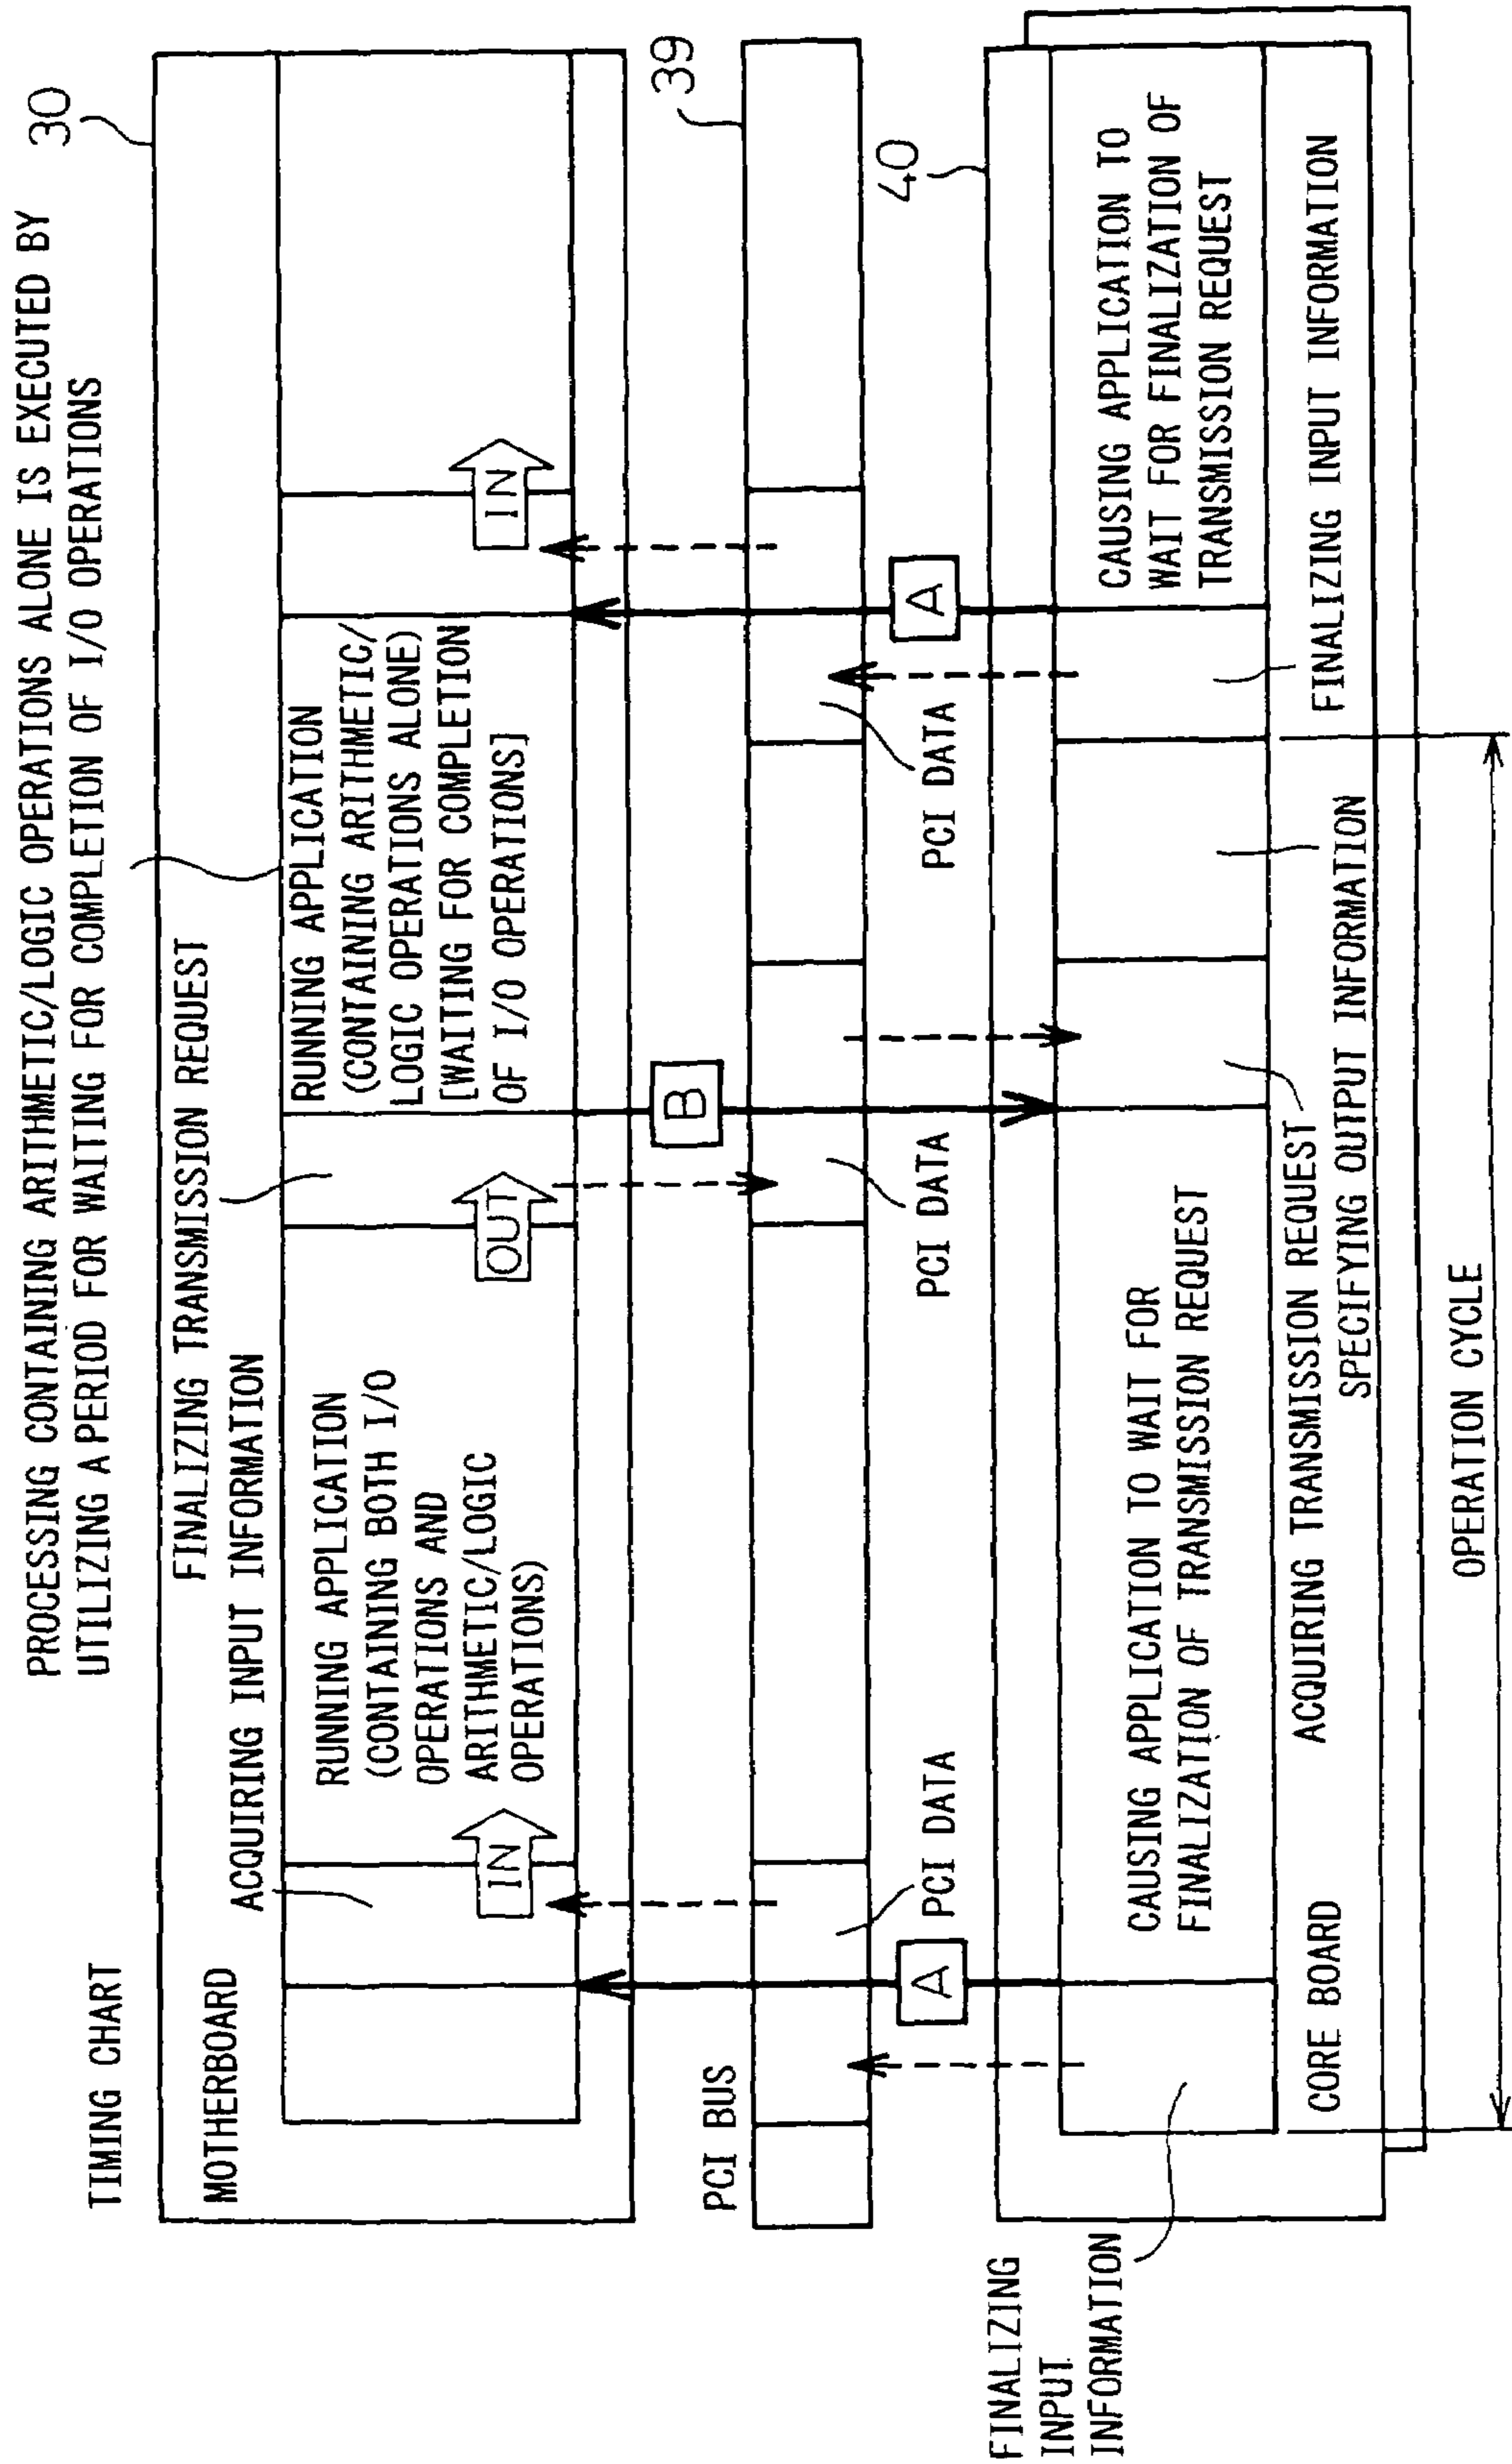 TIMING CHART
PROCESSING CONTAINING ARITHMETIC/LOGIC OPERATIONS ALONE IS EXECUTED BY
UTILIZING A PERIOD FOR WAITING FOR COMPLETION OF I/O OPERATIONS
30
MOTHERBOARD
FINALIZING TRANSMISSION REQUEST
ACQUIRING INPUT INFORMATION
RUNNING APPLICATION
(CONTAINING BOTH I/O
OPERATIONS AND
ARITHMETIC/LOGIC
OPERATIONS)
RUNNING APPLICATION
(CONTAINING ARITHMETIC/
LOGIC OPERATIONS ALONE)
[WAITING FOR COMPLETION
OF I/O OPERATIONS]
IN
OUT
IN
PCI BUS
39
B
A
PCI DATA
PCI DATA
A
PCI DATA
40
FINALIZING
INPUT
INFORMATION
CAUSING APPLICATION TO WAIT FOR
FINALIZATION OF TRANSMISSION REQUEST
CAUSING APPLICATION TO
WAIT FOR FINALIZATION OF
TRANSMISSION REQUEST
CORE BOARD
ACQUIRING TRANSMISSION REQUEST
SPECIFYING OUTPUT INFORMATION
FINALIZING INPUT INFORMATION
OPERATION CYCLE